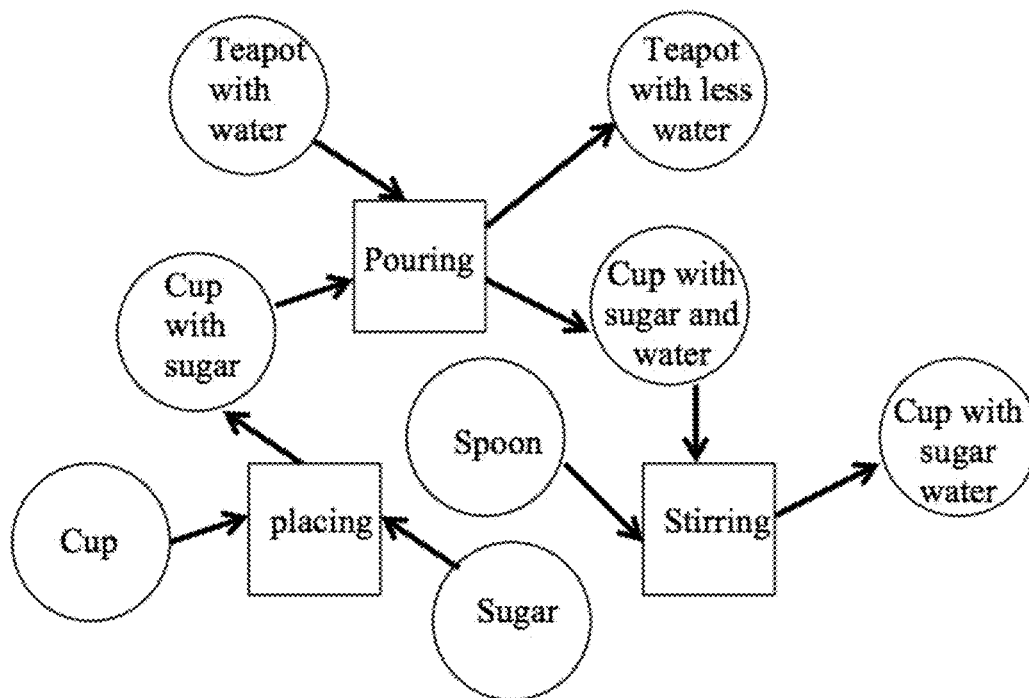 Teapot
with
water
Teapot
with less
water
Pouring
Cup
with
sugar
Cup with
sugar and
water
Spoon
Cup with
sugar
water
Cup
placing
Stirring
Sugar